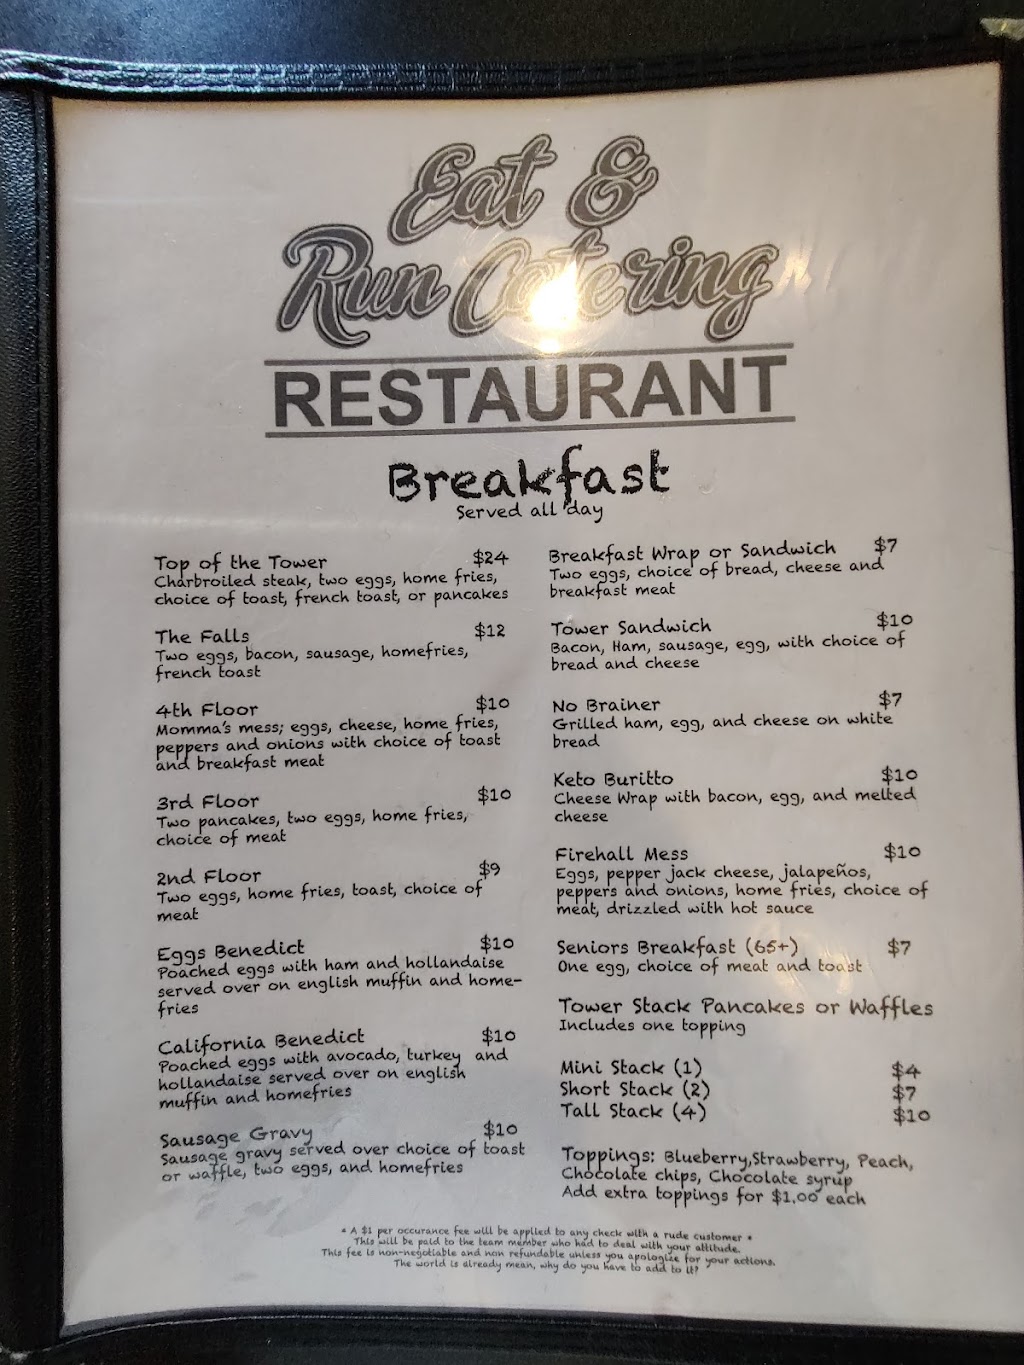 Eat &
Run Catering
RESTAURANT
Breakfast
Served all day
Top of the Tower $24
Charbroiled steak, two eggs, home fries,
choice of toast, french toast, or pancakes
The Falls $12
Two eggs, bacon, sausage, homefries,
french toast
4th Floor $10
Momma's mess; eggs, cheese, home fries,
peppers and onions with choice of toast
and breakfast meat
3rd Floor $10
Two pancakes, two eggs, home fries,
choice of meat
2nd Floor $9
Two eggs, home fries, toast, choice of
meat
Eggs Benedict $10
Poached eggs with ham and hollandaise
served over on english muffin and home-
fries
California Benedict $10
Poached eggs with avocado, turkey and
hollandaise served over on english
muffin and homefries
Sausage Gravy $10
Sausage gravy served over choice of toast
or waffle, two eggs, and homefries
Breakfast Wrap or Sandwich $7
Two eggs, choice of bread, cheese and
breakfast meat
Tower Sandwich $10
Bacon, Ham, sausage, egg, with choice of
bread and cheese
No Brainer $7
Grilled ham, egg, and cheese on white
bread
Keto Buritto $10
Cheese Wrap with bacon, egg, and melted
cheese
Firehall Mess $10
Eggs, pepper jack cheese, jalapeños,
peppers and onions, home fries, choice of
meat, drizzled with hot sauce
Seniors Breakfast (65+) $7
One egg, choice of meat and toast
Tower Stack Pancakes or Waffles
Includes one topping
Mini Stack (1) $4
Short Stack (2) $7
Tall Stack (4) $10
Toppings: Blueberry,Strawberry, Peach,
Chocolate chips, Chocolate syrup
Add extra toppings for $1.00 each
* A $1 per occurance fee will be applied to any check with a rude customer *
This will be paid to the team member who had to deal with your attitude.
This fee is non-negotiable and non refundable unless you apologize for your actions.
The world is already mean, why do you have to add to it?